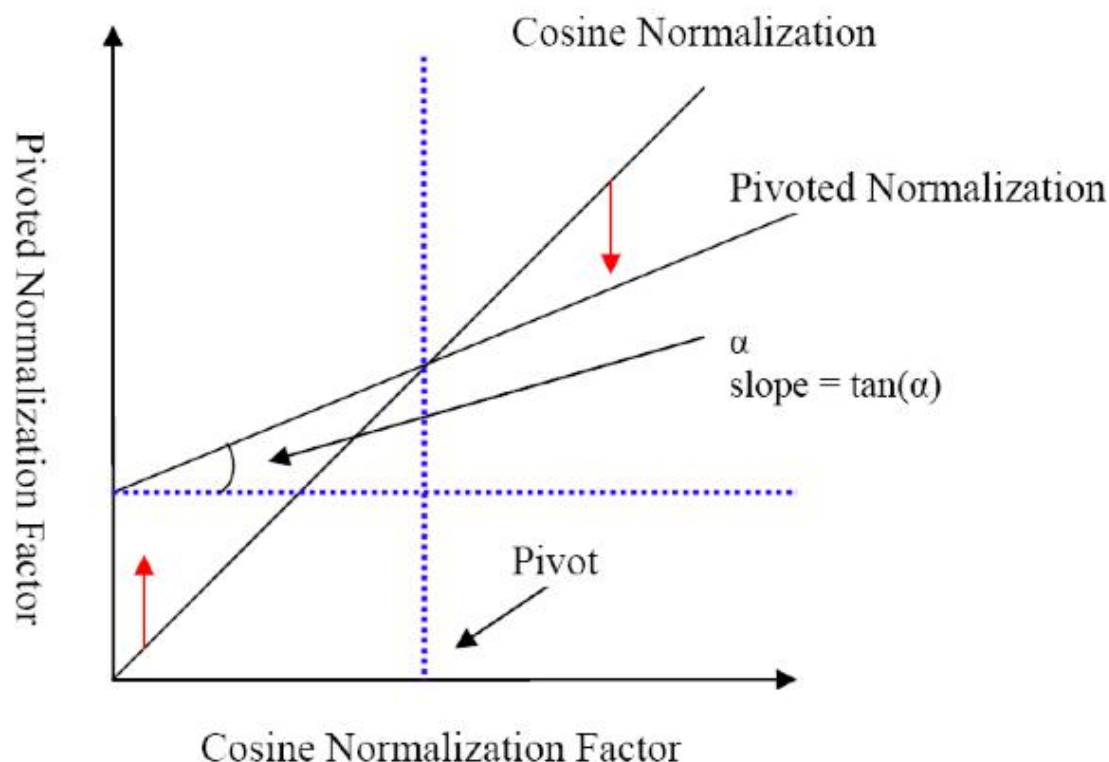 Cosine Normalization
Pivoted Normalization
α
slope = tan(α)
Pivot
Pivoted Normalization Factor
Cosine Normalization Factor